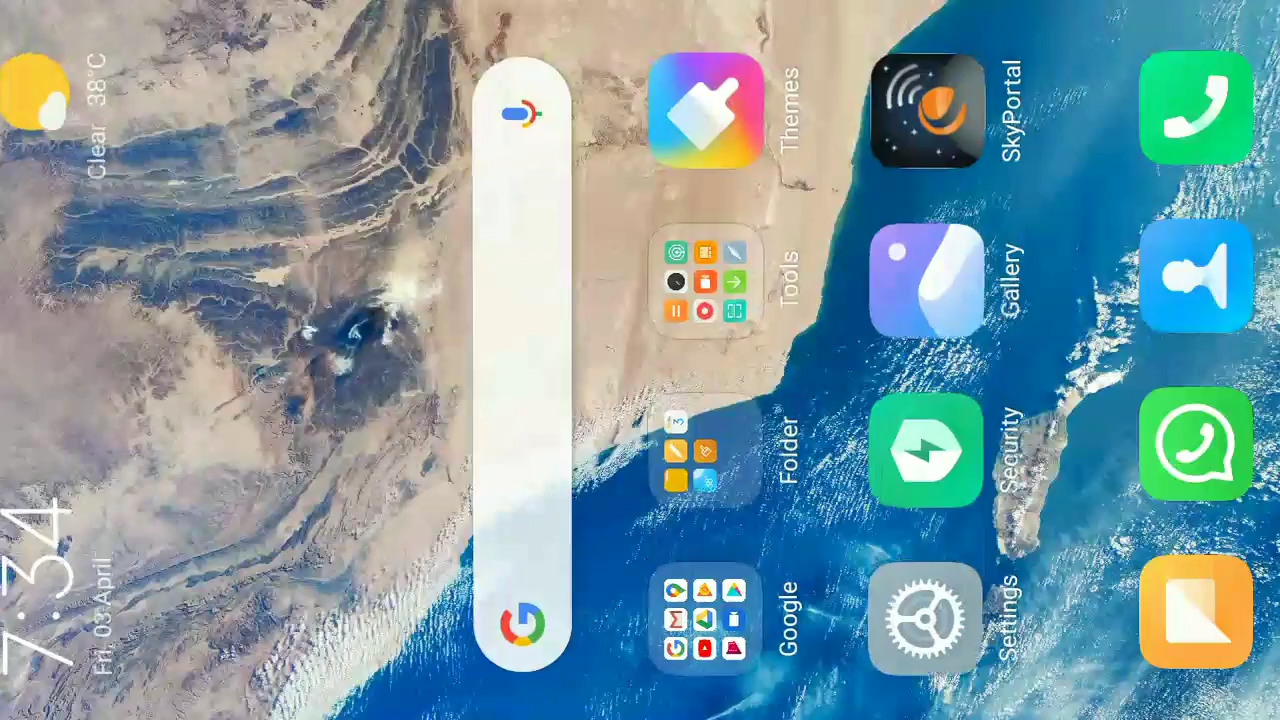 7:34
Fri, 03 April
Clear 38°C
Google
Folder
Tools
Themes
Settings
Security
Gallery
SkyPortal